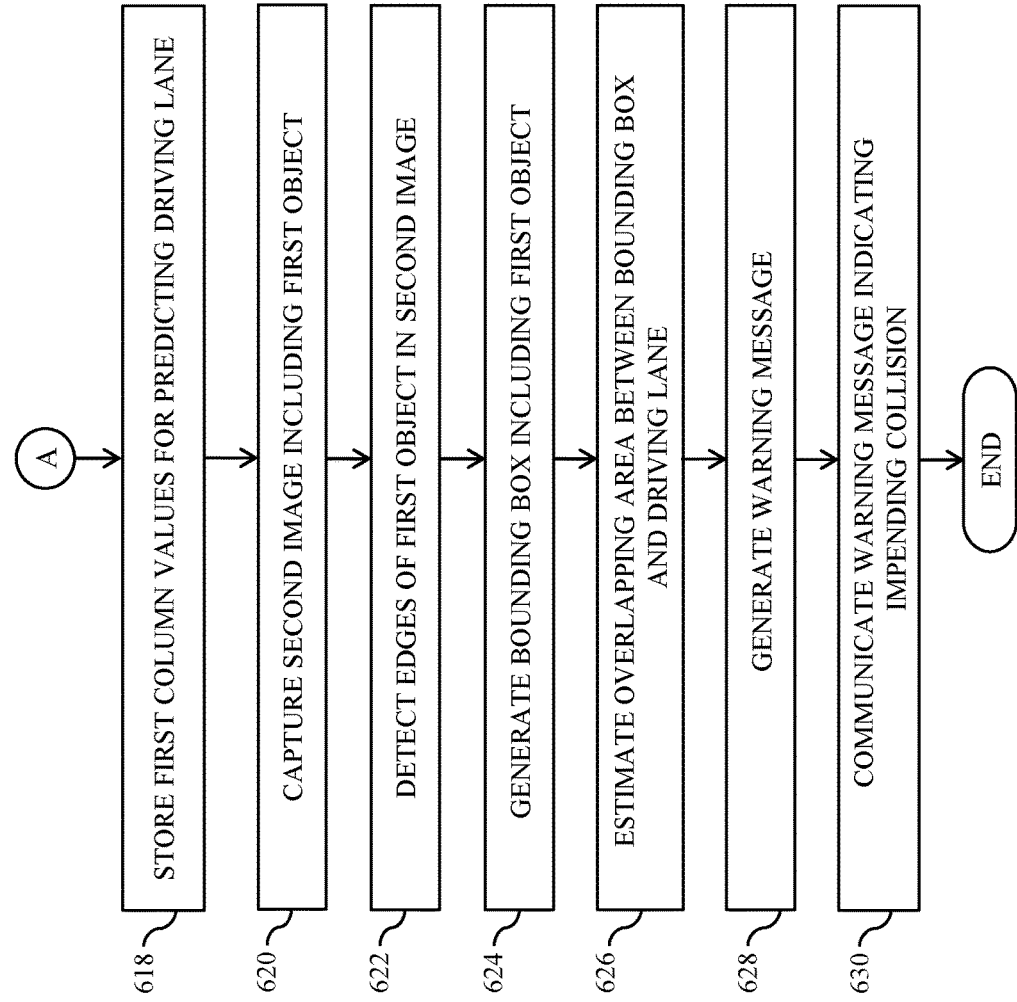 A
618
STORE FIRST COLUMN VALUES FOR PREDICTING DRIVING LANE
620
CAPTURE SECOND IMAGE INCLUDING FIRST OBJECT
622
DETECT EDGES OF FIRST OBJECT IN SECOND IMAGE
624
GENERATE BOUNDING BOX INCLUDING FIRST OBJECT
626
ESTIMATE OVERLAPPING AREA BETWEEN BOUNDING BOX
AND DRIVING LANE
628
GENERATE WARNING MESSAGE
630
COMMUNICATE WARNING MESSAGE INDICATING
IMPENDING COLLISION
END